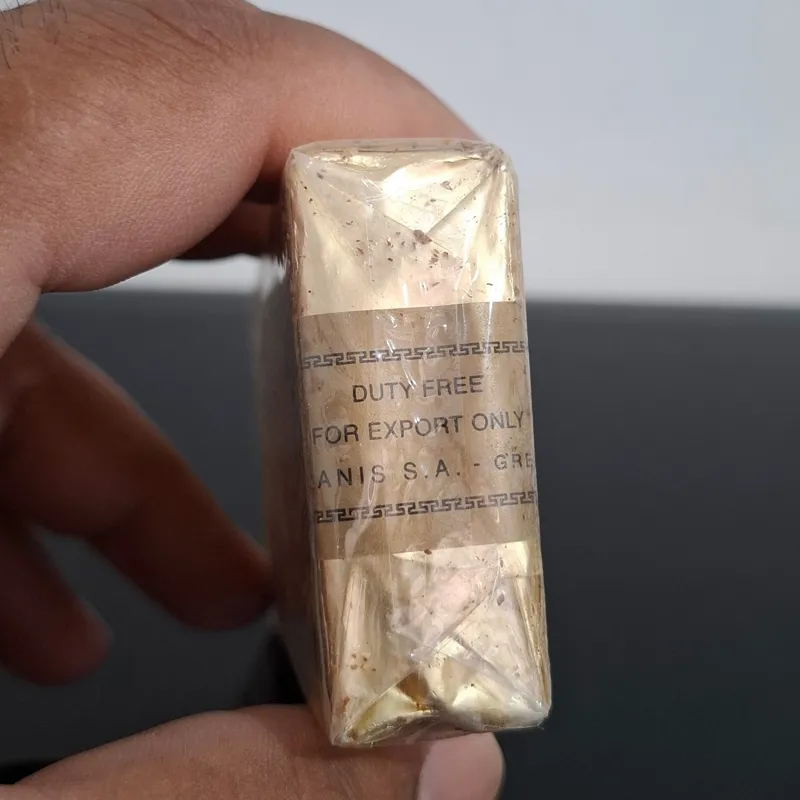 DUTY FREE
FOR EXPORT ONLY
ANIS S.A. - GRE